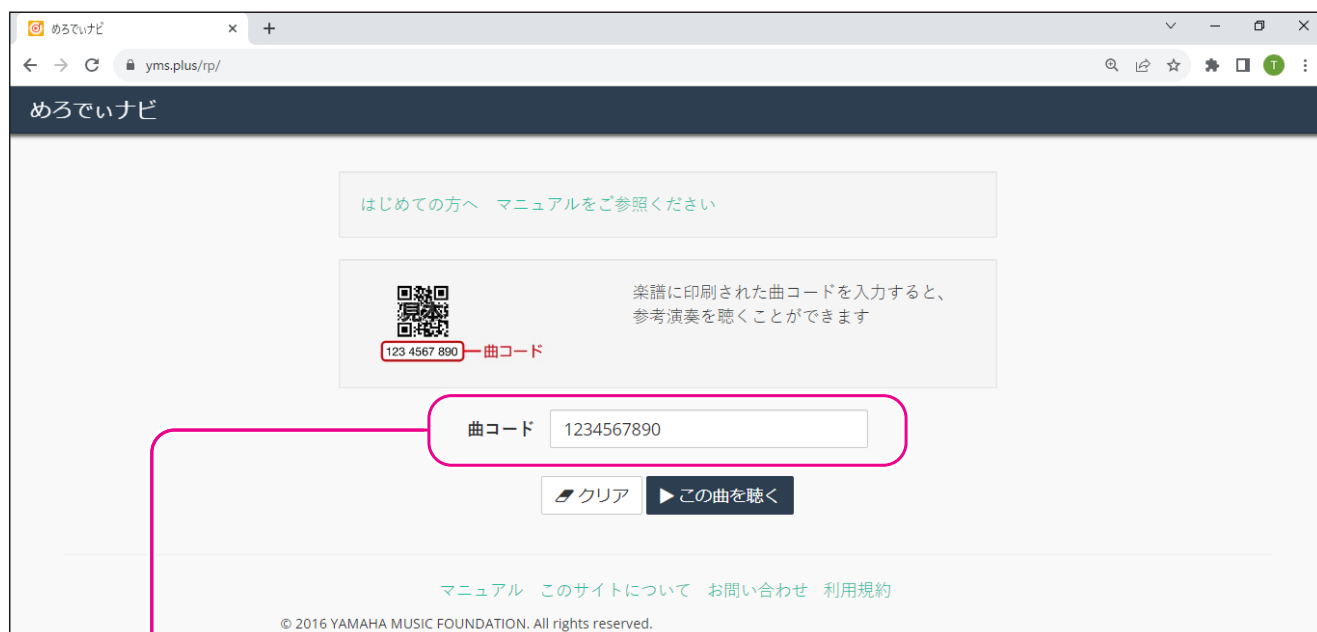 めろでぃナビ
yms.plus/rp/
T
めろでぃナビ
はじめての方へ マニュアルをご参照ください
楽譜に印刷された曲コードを入力すると、
参考演奏を聴くことができます
見本
123 4567 890 曲コード
曲コード 1234567890
クリア ▶この曲を聴く
マニュアル このサイトについて お問い合わせ 利用規約
© 2016 YAMAHA MUSIC FOUNDATION. All rights reserved.